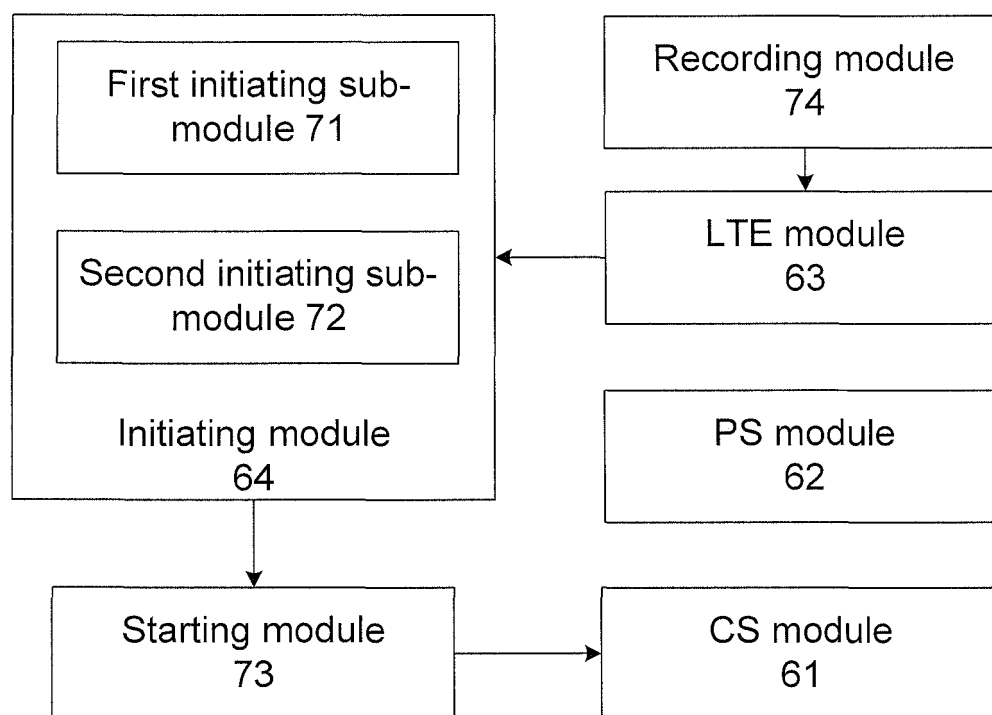 First initiating sub-
module 71
Second initiating sub-
module 72
Initiating module
64
Recording module
74
LTE module
63
PS module
62
Starting module
73
CS module
61